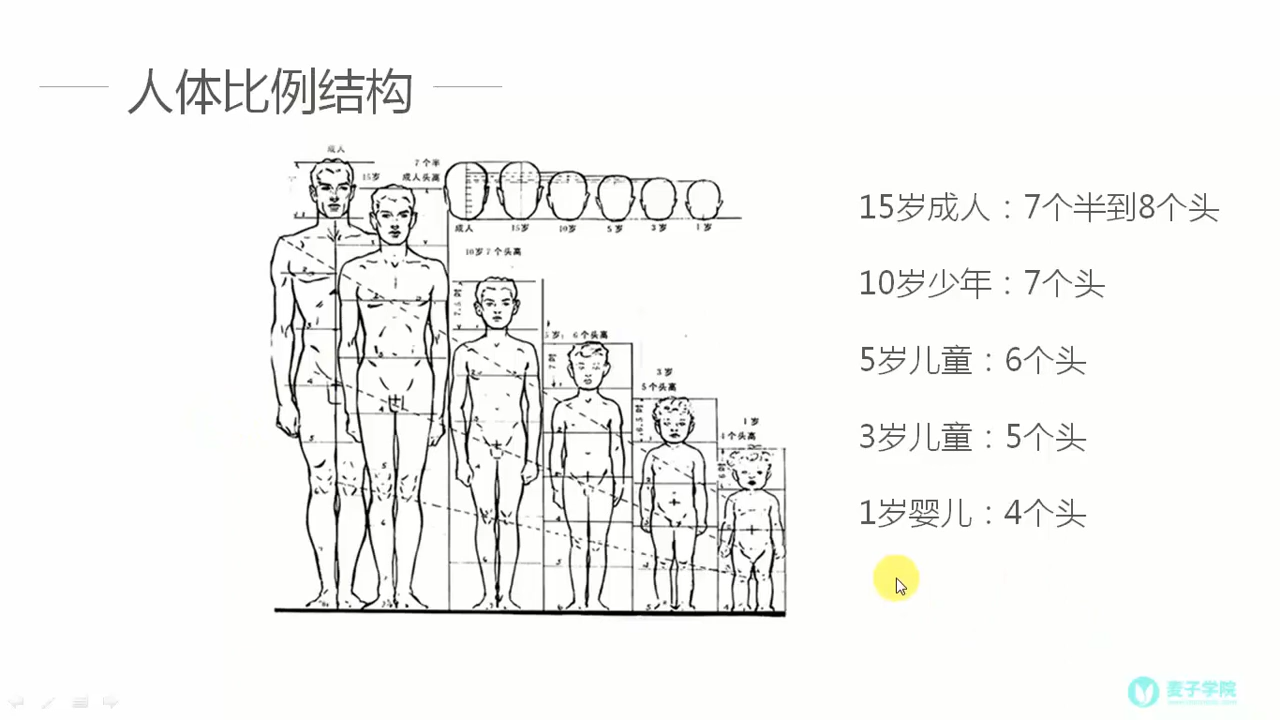 人体比例结构
成人
15岁
7个半
成人头高
成人
15岁
10岁
5岁
3岁
1岁
10岁7个头高
5岁：6个头高
3岁
5个头高
1岁
4个头高
15岁成人：7个半到8个头
10岁少年：7个头
5岁儿童：6个头
3岁儿童：5个头
1岁婴儿：4个头
麦子学院